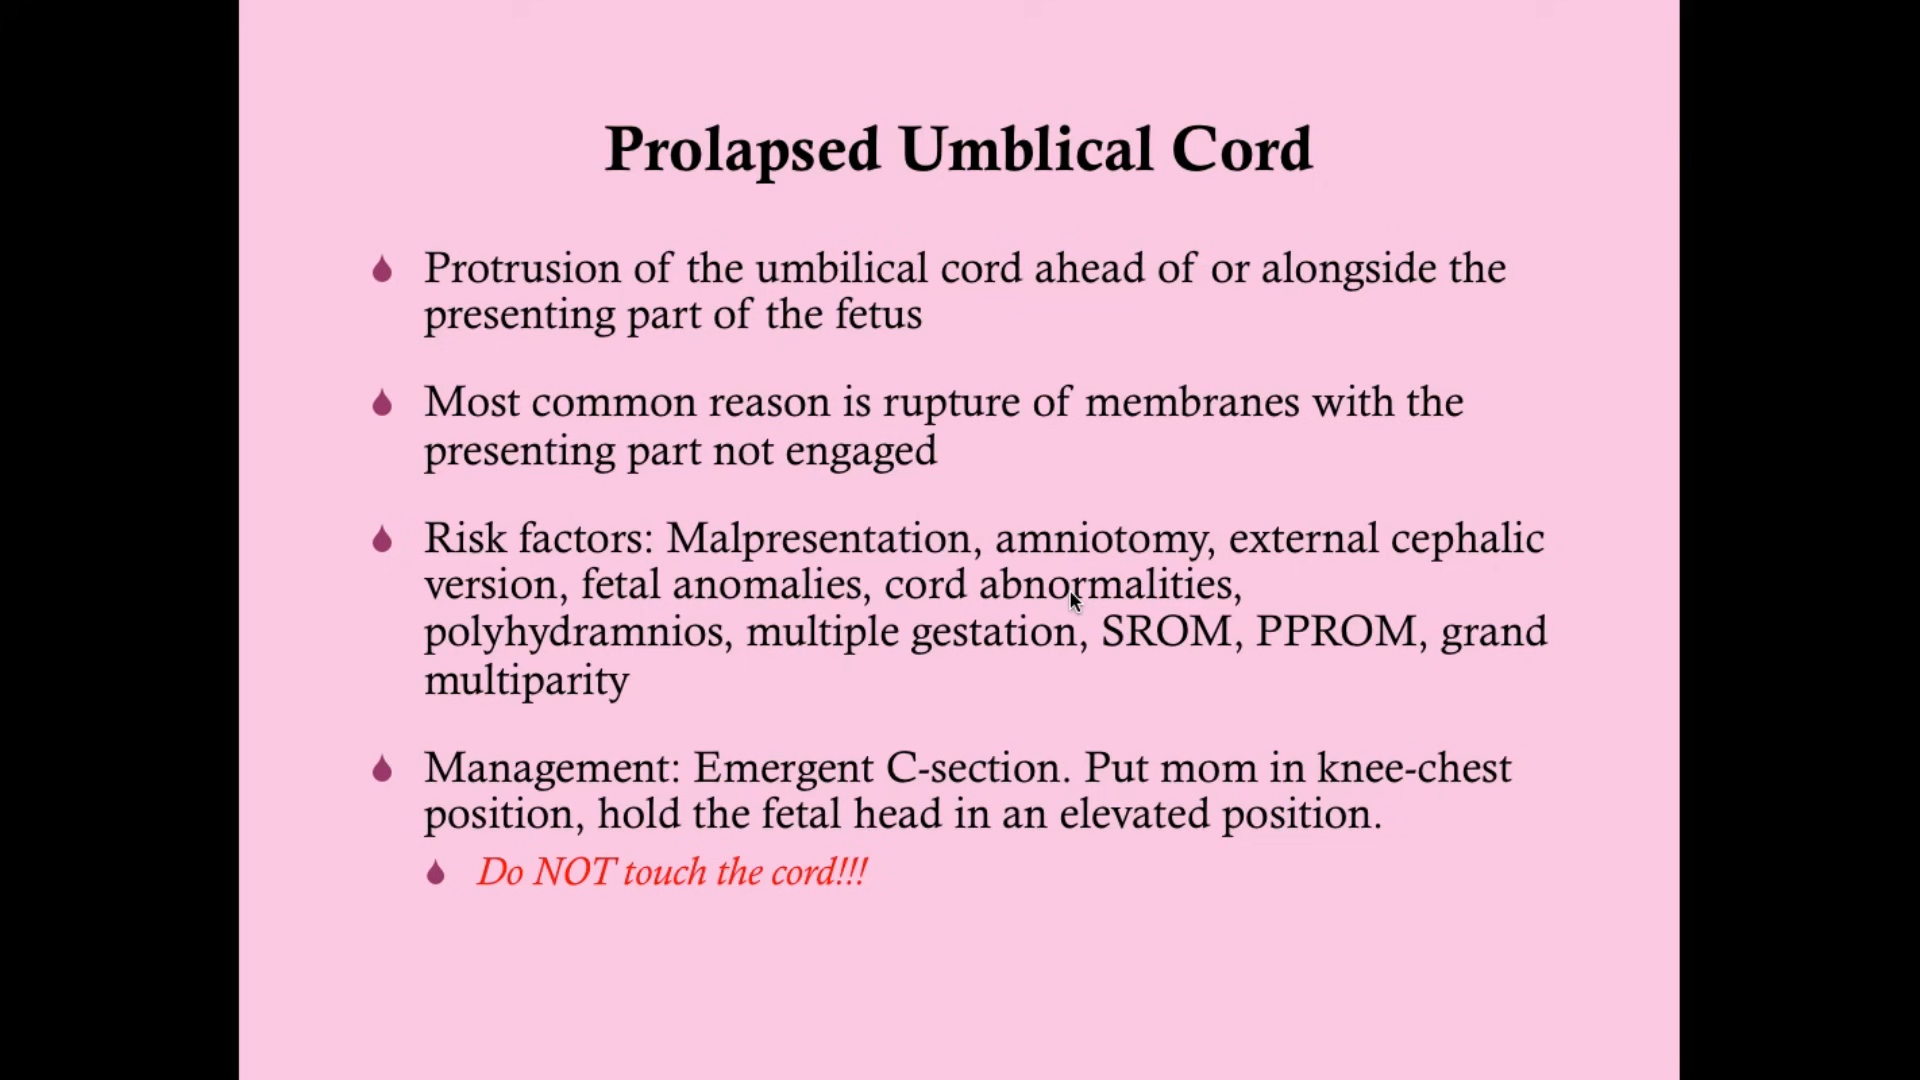 Prolapsed Umblical Cord
Protrusion of the umbilical cord ahead of or alongside the
presenting part of the fetus
Most common reason is rupture of membranes with the
presenting part not engaged
Risk factors: Malpresentation, amniotomy, external cephalic
version, fetal anomalies, cord abnormalities,
polyhydramnios, multiple gestation, SROM, PPROM, grand
multiparity
Management: Emergent C-section. Put mom in knee-chest
position, hold the fetal head in an elevated position.
Do NOT touch the cord!!!